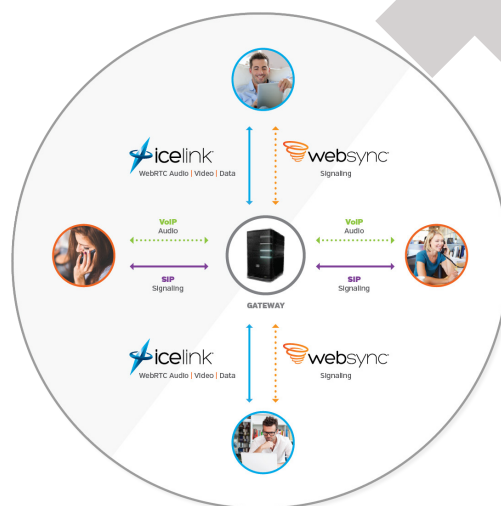 icelink
WebRTC Audio | Video | Data
websync
Signaling
VoIP
Audio
SIP
Signaling
VoIP
Audio
SIP
Signaling
GATEWAY
icelink
WebRTC Audio | Video | Data
websync
Signaling